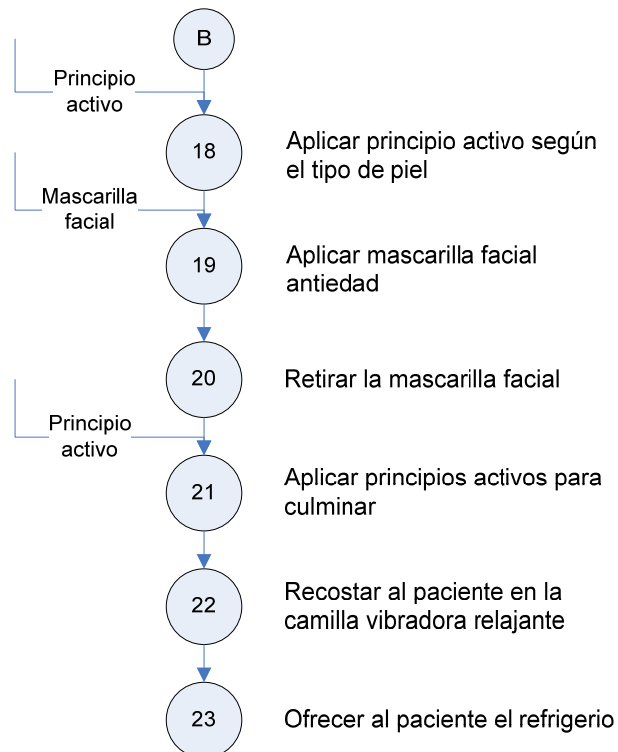 B
Principio
activo
18
Aplicar principio activo según
el tipo de piel
Mascarilla
facial
19
Aplicar mascarilla facial
antiedad
20
Retirar la mascarilla facial
Principio
activo
21
Aplicar principios activos para
culminar
22
Recostar al paciente en la
camilla vibradora relajante
23
Ofrecer al paciente el refrigerio